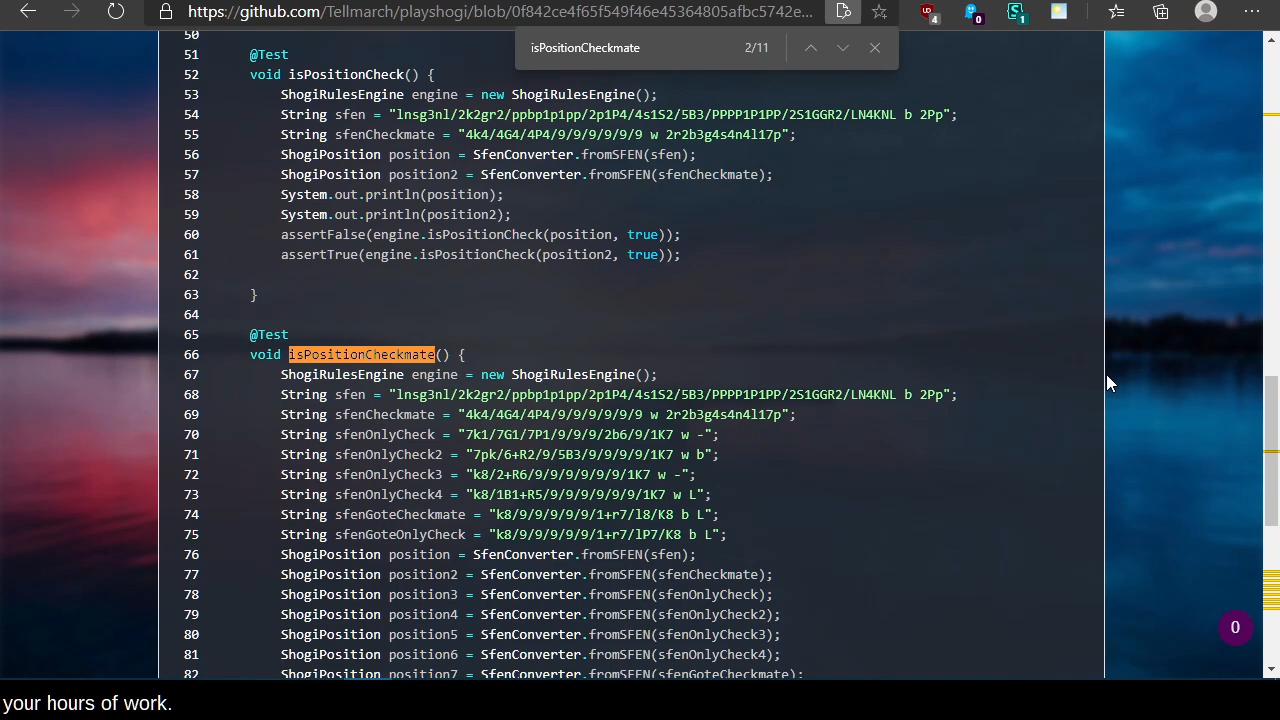 https://github.com/Tellmarch/playshogi/blob/0f842ce4f65f549f46e45364805afbc5742e...
4
0
1
isPositionCheckmate 2/11
50
51 @Test
52 void isPositionCheck() {
53 ShogiRulesEngine engine = new ShogiRulesEngine();
54 String sfen = "lnsg3nl/2k2gr2/ppbp1p1pp/2p1P4/4s1S2/5B3/PPPP1P1PP/2S1GGR2/LN4KNL b 2Pp";
55 String sfenCheckmate = "4k4/4G4/4P4/9/9/9/9/9/9 w 2r2b3g4s4n4l17p";
56 ShogiPosition position = SfenConverter.fromSFEN(sfen);
57 ShogiPosition position2 = SfenConverter.fromSFEN(sfenCheckmate);
58 System.out.println(position);
59 System.out.println(position2);
60 assertFalse(engine.isPositionCheck(position, true));
61 assertTrue(engine.isPositionCheck(position2, true));
62
63 }
64
65 @Test
66 void isPositionCheckmate() {
67 ShogiRulesEngine engine = new ShogiRulesEngine();
68 String sfen = "lnsg3nl/2k2gr2/ppbp1p1pp/2p1P4/4s1S2/5B3/PPPP1P1PP/2S1GGR2/LN4KNL b 2Pp";
69 String sfenCheckmate = "4k4/4G4/4P4/9/9/9/9/9/9 w 2r2b3g4s4n4l17p";
70 String sfenOnlyCheck = "7k1/7G1/7P1/9/9/9/2b6/9/1K7 w -";
71 String sfenOnlyCheck2 = "7pk/6+R2/9/5B3/9/9/9/9/1K7 w b";
72 String sfenOnlyCheck3 = "k8/2+R6/9/9/9/9/9/9/1K7 w -";
73 String sfenOnlyCheck4 = "k8/1B1+R5/9/9/9/9/9/9/1K7 w L";
74 String sfenGoteCheckmate = "k8/9/9/9/9/9/1+r7/l8/K8 b L";
75 String sfenGoteOnlyCheck = "k8/9/9/9/9/9/1+r7/lP7/K8 b L";
76 ShogiPosition position = SfenConverter.fromSFEN(sfen);
77 ShogiPosition position2 = SfenConverter.fromSFEN(sfenCheckmate);
78 ShogiPosition position3 = SfenConverter.fromSFEN(sfenOnlyCheck);
79 ShogiPosition position4 = SfenConverter.fromSFEN(sfenOnlyCheck2);
80 ShogiPosition position5 = SfenConverter.fromSFEN(sfenOnlyCheck3);
81 ShogiPosition position6 = SfenConverter.fromSFEN(sfenOnlyCheck4);
82 ShogiPosition position7 = SfenConverter.fromSFEN(sfenGoteCheckmate);
0
your hours of work.